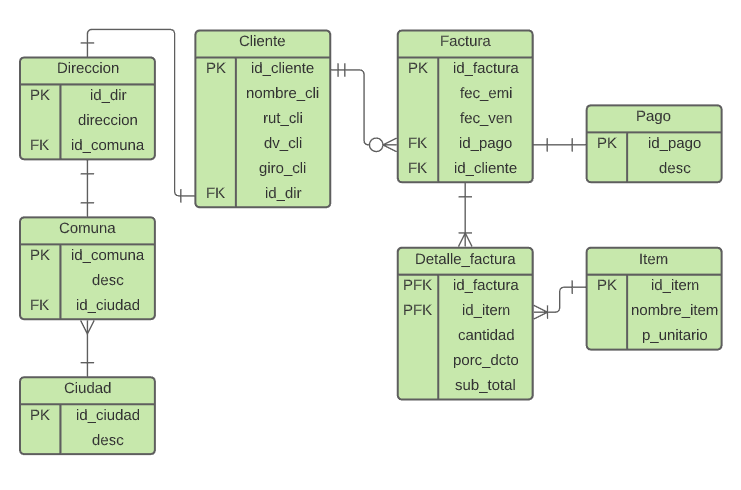 Direccion
PK id_dir
direccion
FK id_comuna
Comuna
PK id_comuna
desc
FK id_ciudad
Ciudad
PK id_ciudad
desc
Cliente
PK id_cliente
nombre_cli
rut_cli
dv_cli
giro_cli
FK id_dir
Factura
PK id_factura
fec_emi
fec_ven
FK id_pago
FK id_cliente
Detalle_factura
PFK id_factura
PFK id_item
cantidad
porc_dcto
sub_total
Pago
PK id_pago
desc
Item
PK id_item
nombre_item
p_unitario